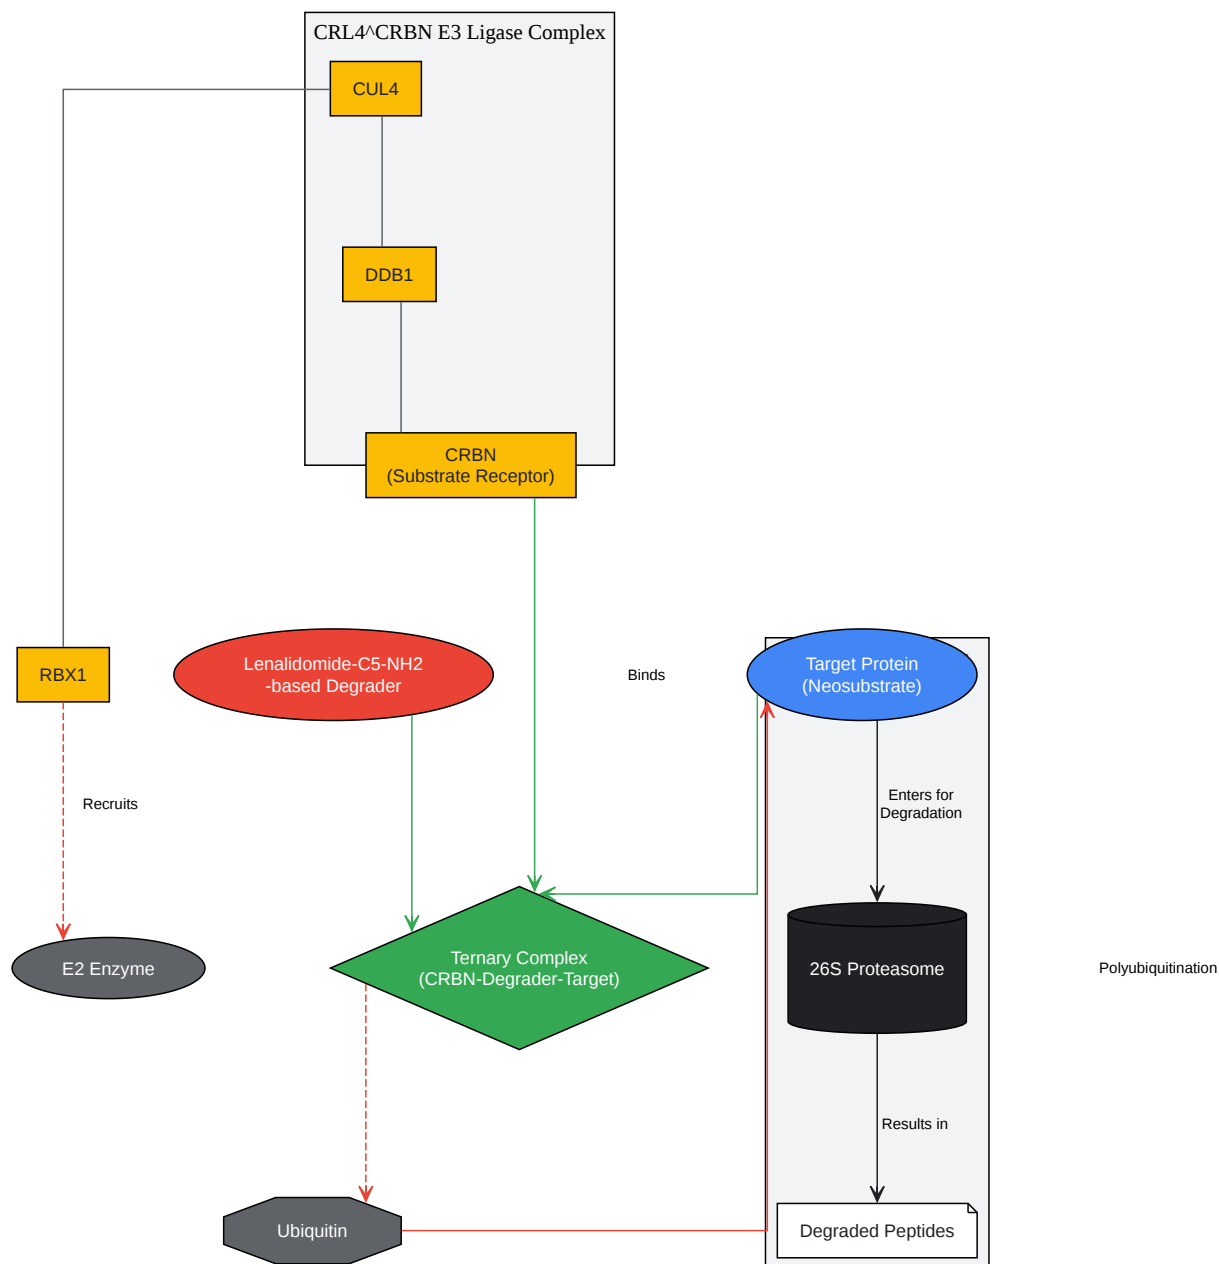 CRL4^CRBN E3 Ligase Complex
CUL4
DDB1
CRBN
(Substrate Receptor)
RBX1
Lenalidomide-C5-NH2
-based Degrader
Binds
Target Protein
(Neosubstrate)
Recruits
Enters for
Degradation
E2 Enzyme
Ternary Complex
(CRBN-Degrader-Target)
26S Proteasome
Polyubiquitination
Results in
Ubiquitin
Degraded Peptides